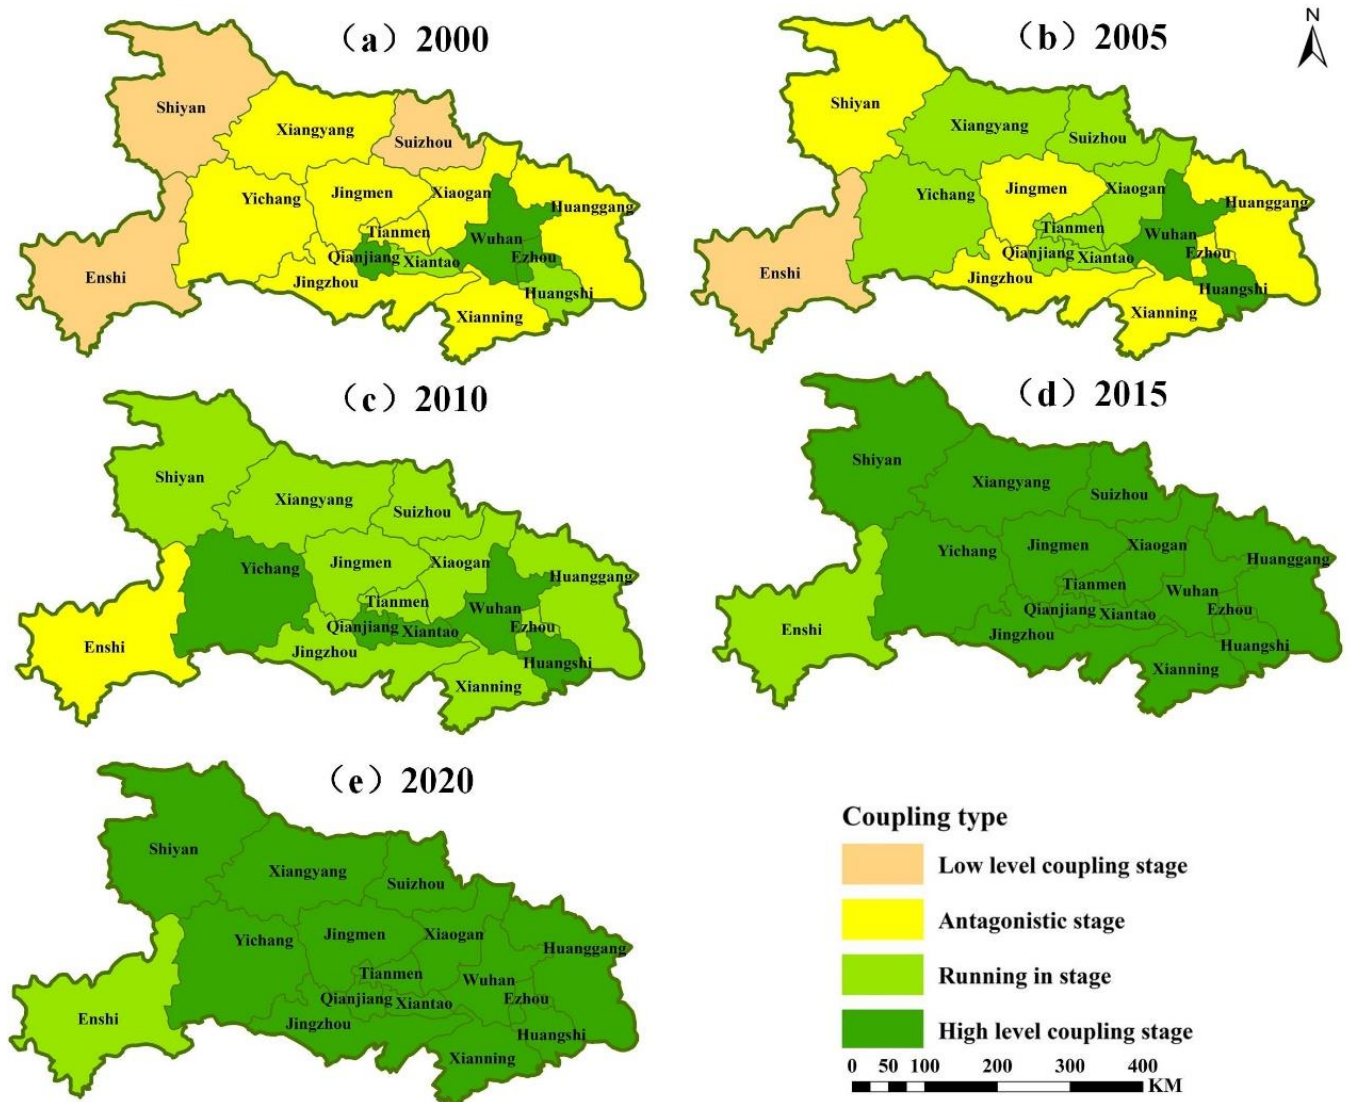 （a）2000
Shiyan
Xiangyang
Suizhou
Yichang
Jingmen
Xiaogan
Huanggang
Tianmen
Wuhan
Qianjiang
Xiantao
Ezhou
Enshi
Jingzhou
Huangshi
Xianning
（b）2005
N
Shiyan
Xiangyang
Suizhou
Yichang
Jingmen
Xiaogan
Huanggang
Tianmen
Wuhan
Qianjiang
Xiantao
Ezhou
Enshi
Jingzhou
Huangshi
Xianning
（c）2010
Shiyan
Xiangyang
Suizhou
Yichang
Jingmen
Xiaogan
Huanggang
Tianmen
Wuhan
Qianjiang
Xiantao
Ezhou
Enshi
Jingzhou
Huangshi
Xianning
（d）2015
Shiyan
Xiangyang
Suizhou
Yichang
Jingmen
Xiaogan
Huanggang
Tianmen
Wuhan
Qianjiang
Xiantao
Ezhou
Enshi
Jingzhou
Huangshi
Xianning
（e）2020
Shiyan
Xiangyang
Suizhou
Yichang
Jingmen
Xiaogan
Huanggang
Tianmen
Wuhan
Qianjiang
Xiantao
Ezhou
Enshi
Jingzhou
Huangshi
Xianning
Coupling type
Low level coupling stage
Antagonistic stage
Running in stage
High level coupling stage
0 50 100 200 300 400
KM